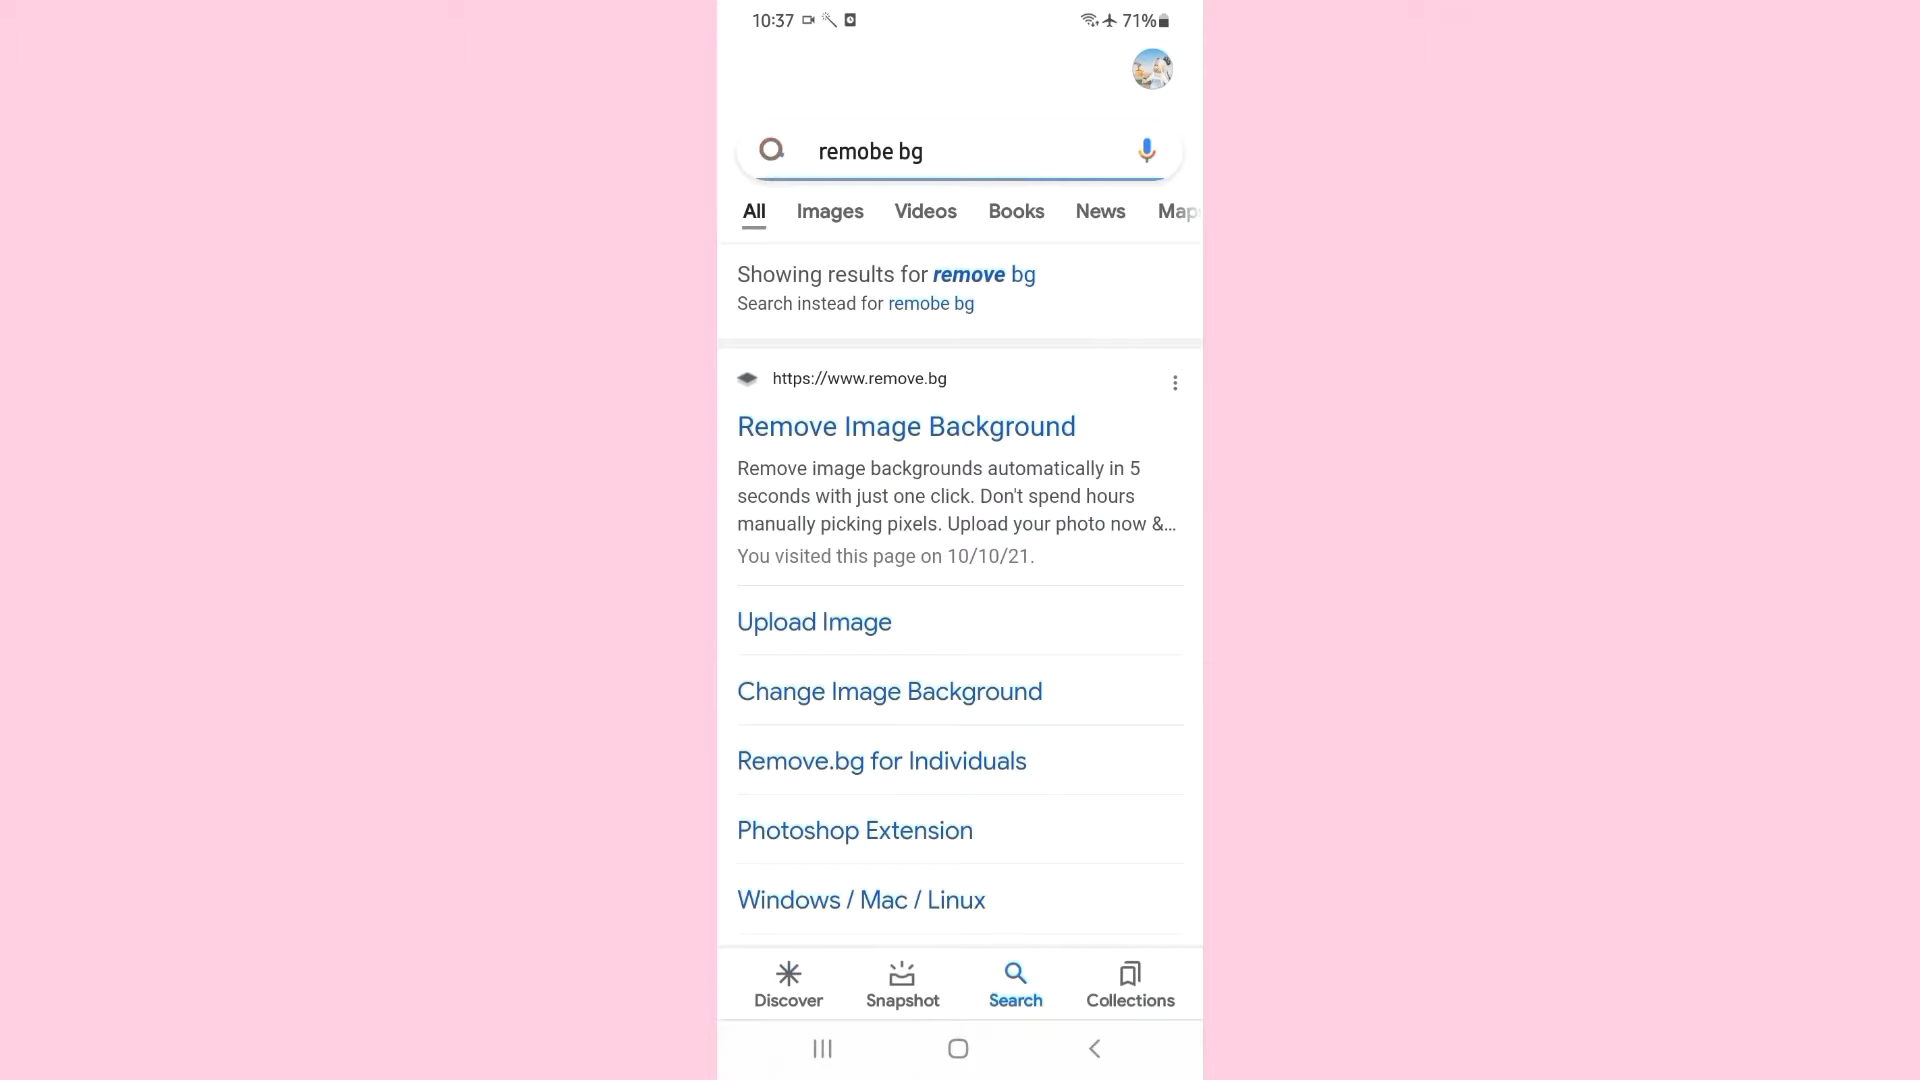 10:37 71%
remobe bg
All Images Videos Books News Map
Showing results for remove bg
Search instead for remobe bg
https://www.remove.bg
Remove Image Background
Remove image backgrounds automatically in 5
seconds with just one click. Don't spend hours
manually picking pixels. Upload your photo now &...
You visited this page on 10/10/21.
Upload Image
Change Image Background
Remove.bg for Individuals
Photoshop Extension
Windows / Mac / Linux
Discover Snapshot Search Collections